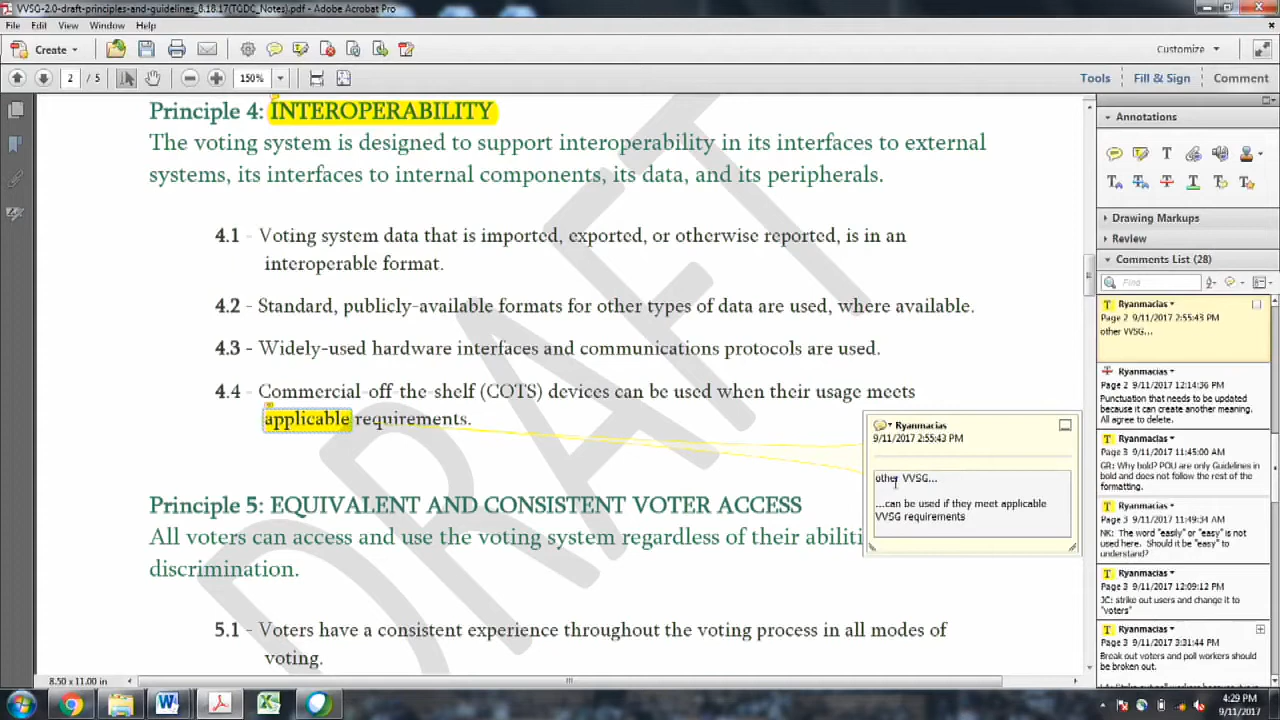 VVSG-2.0-draft-principles-and-guidelines_8.18.17(TGDC_Notes).pdf - Adobe Acrobat Pro
File Edit View Window Help
Create Customize
2 / 5 150% Tools Fill & Sign Comment
Principle 4: INTEROPERABILITY
The voting system is designed to support interoperability in its interfaces to external
systems, its interfaces to internal components, its data, and its peripherals.
4.1 - Voting system data that is imported, exported, or otherwise reported, is in an
interoperable format.
4.2 - Standard, publicly-available formats for other types of data are used, where available.
4.3 - Widely-used hardware interfaces and communications protocols are used.
4.4 - Commercial-off-the-shelf (COTS) devices can be used when their usage meets
applicable requirements.
Principle 5: EQUIVALENT AND CONSISTENT VOTER ACCESS
All voters can access and use the voting system regardless of their abiliti
discrimination.
5.1 - Voters have a consistent experience throughout the voting process in all modes of
voting.
DRAFT
Ryanmacias
9/11/2017 2:55:43 PM
other VVSG...
...can be used if they meet applicable
VVSG requirements
Annotations
Drawing Markups
Review
Comments List (28)
Find
Ryanmacias
Page 2 9/11/2017 2:55:43 PM
other VVSG...
Ryanmacias
Page 2 9/11/2017 12:14:36 PM
Punctuation that needs to be updated
because it can create another meaning.
All agree to delete.
Ryanmacias
Page 3 9/11/2017 11:45:00 AM
GR: Why bold? POU are only Guidelines in
bold and does not follow the rest of the
formatting.
Ryanmacias
Page 3 9/11/2017 11:49:34 AM
NK: The word "easily" or "easy" is not
used here. Should it be "easy" to
understand?
Ryanmacias
Page 3 9/11/2017 12:09:12 PM
JC: strike out users and change it to
"voters"
Ryanmacias
Page 3 9/11/2017 3:31:44 PM
Break out voters and poll workers should
be broken out.
8.50 x 11.00 in
4:29 PM
9/11/2017